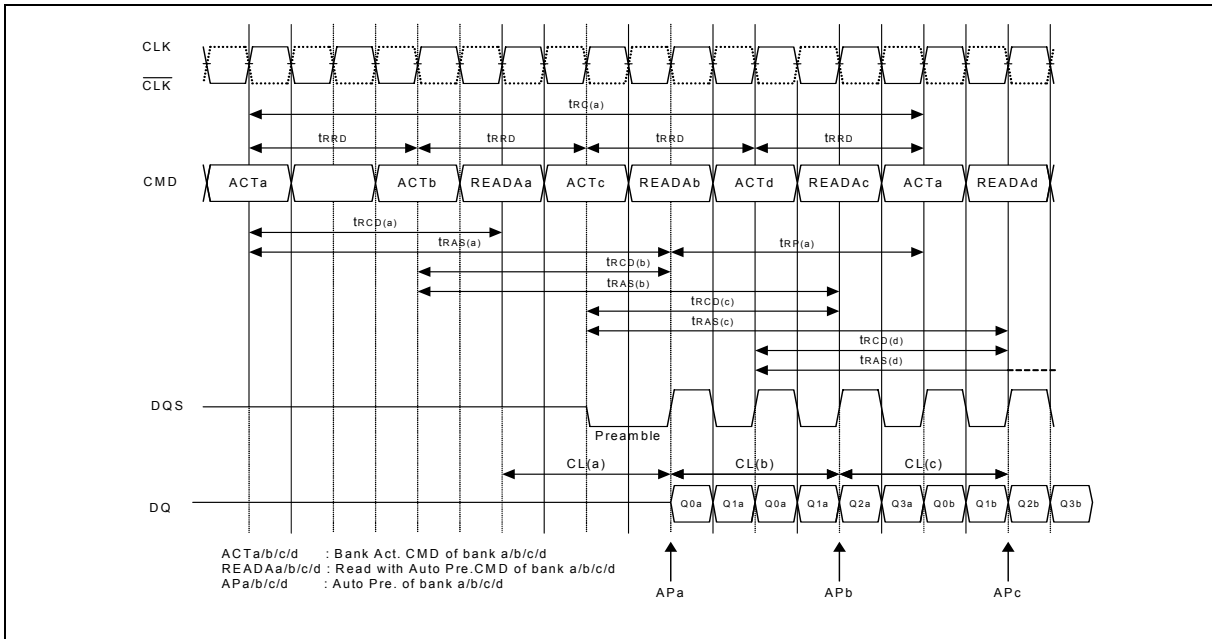 CLK
CLK
tRC(a)
tRRD tRRD tRRD tRRD
CMD ACTa ACTb READAa ACTc READAb ACTd READAc ACTa READAd
tRCD(a)
tRAS(a) tRP(a)
tRCD(b)
tRAS(b)
tRCD(c)
tRAS(c)
tRCD(d)
tRAS(d)
DQS
Preamble
CL(a) CL(b) CL(c)
DQ Q0a Q1a Q0a Q1a Q2a Q3a Q0b Q1b Q2b Q3b
ACTa/b/c/d : Bank Act. CMD of bank a/b/c/d
READAa/b/c/d : Read with Auto Pre.CMD of bank a/b/c/d
APa/b/c/d : Auto Pre. of bank a/b/c/d
APa APb APc